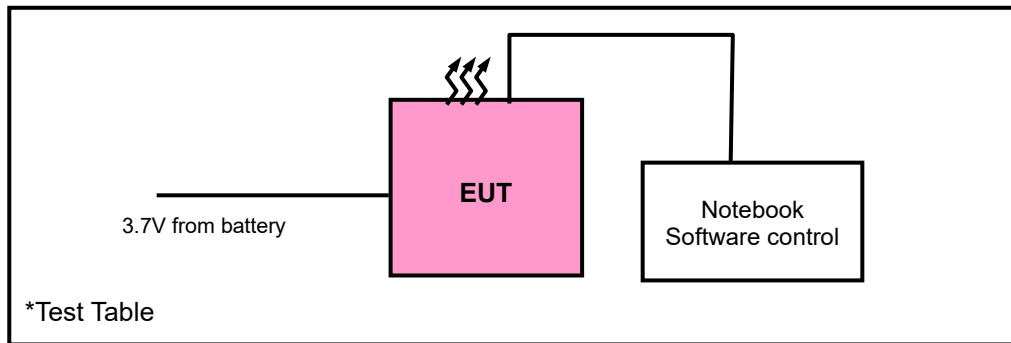 EUT
3.7V from battery
Notebook
Software control
*Test Table